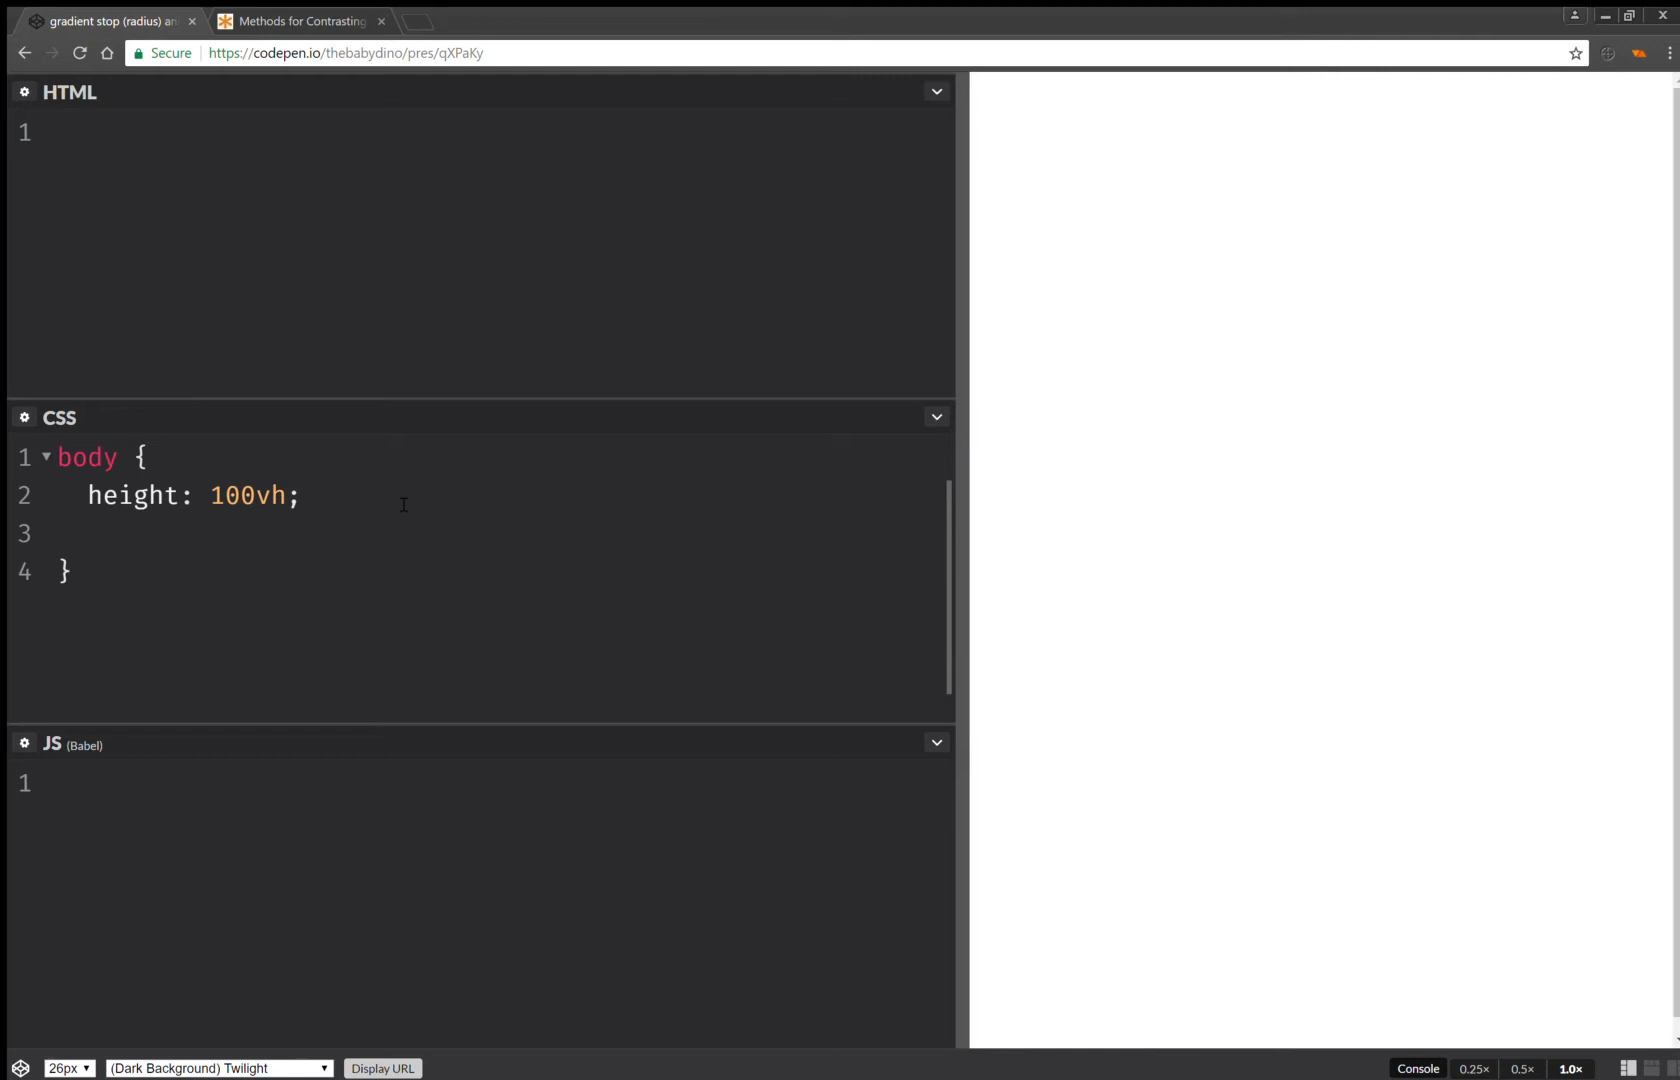 gradient stop (radius) an
Methods for Contrasting
Secure https://codepen.io/thebabydino/pres/qXPaKy
HTML
1
CSS
1 body {
2 height: 100vh;
3
4 }
JS (Babel)
1
26px (Dark Background) Twilight Display URL Console 0.25× 0.5× 1.0×